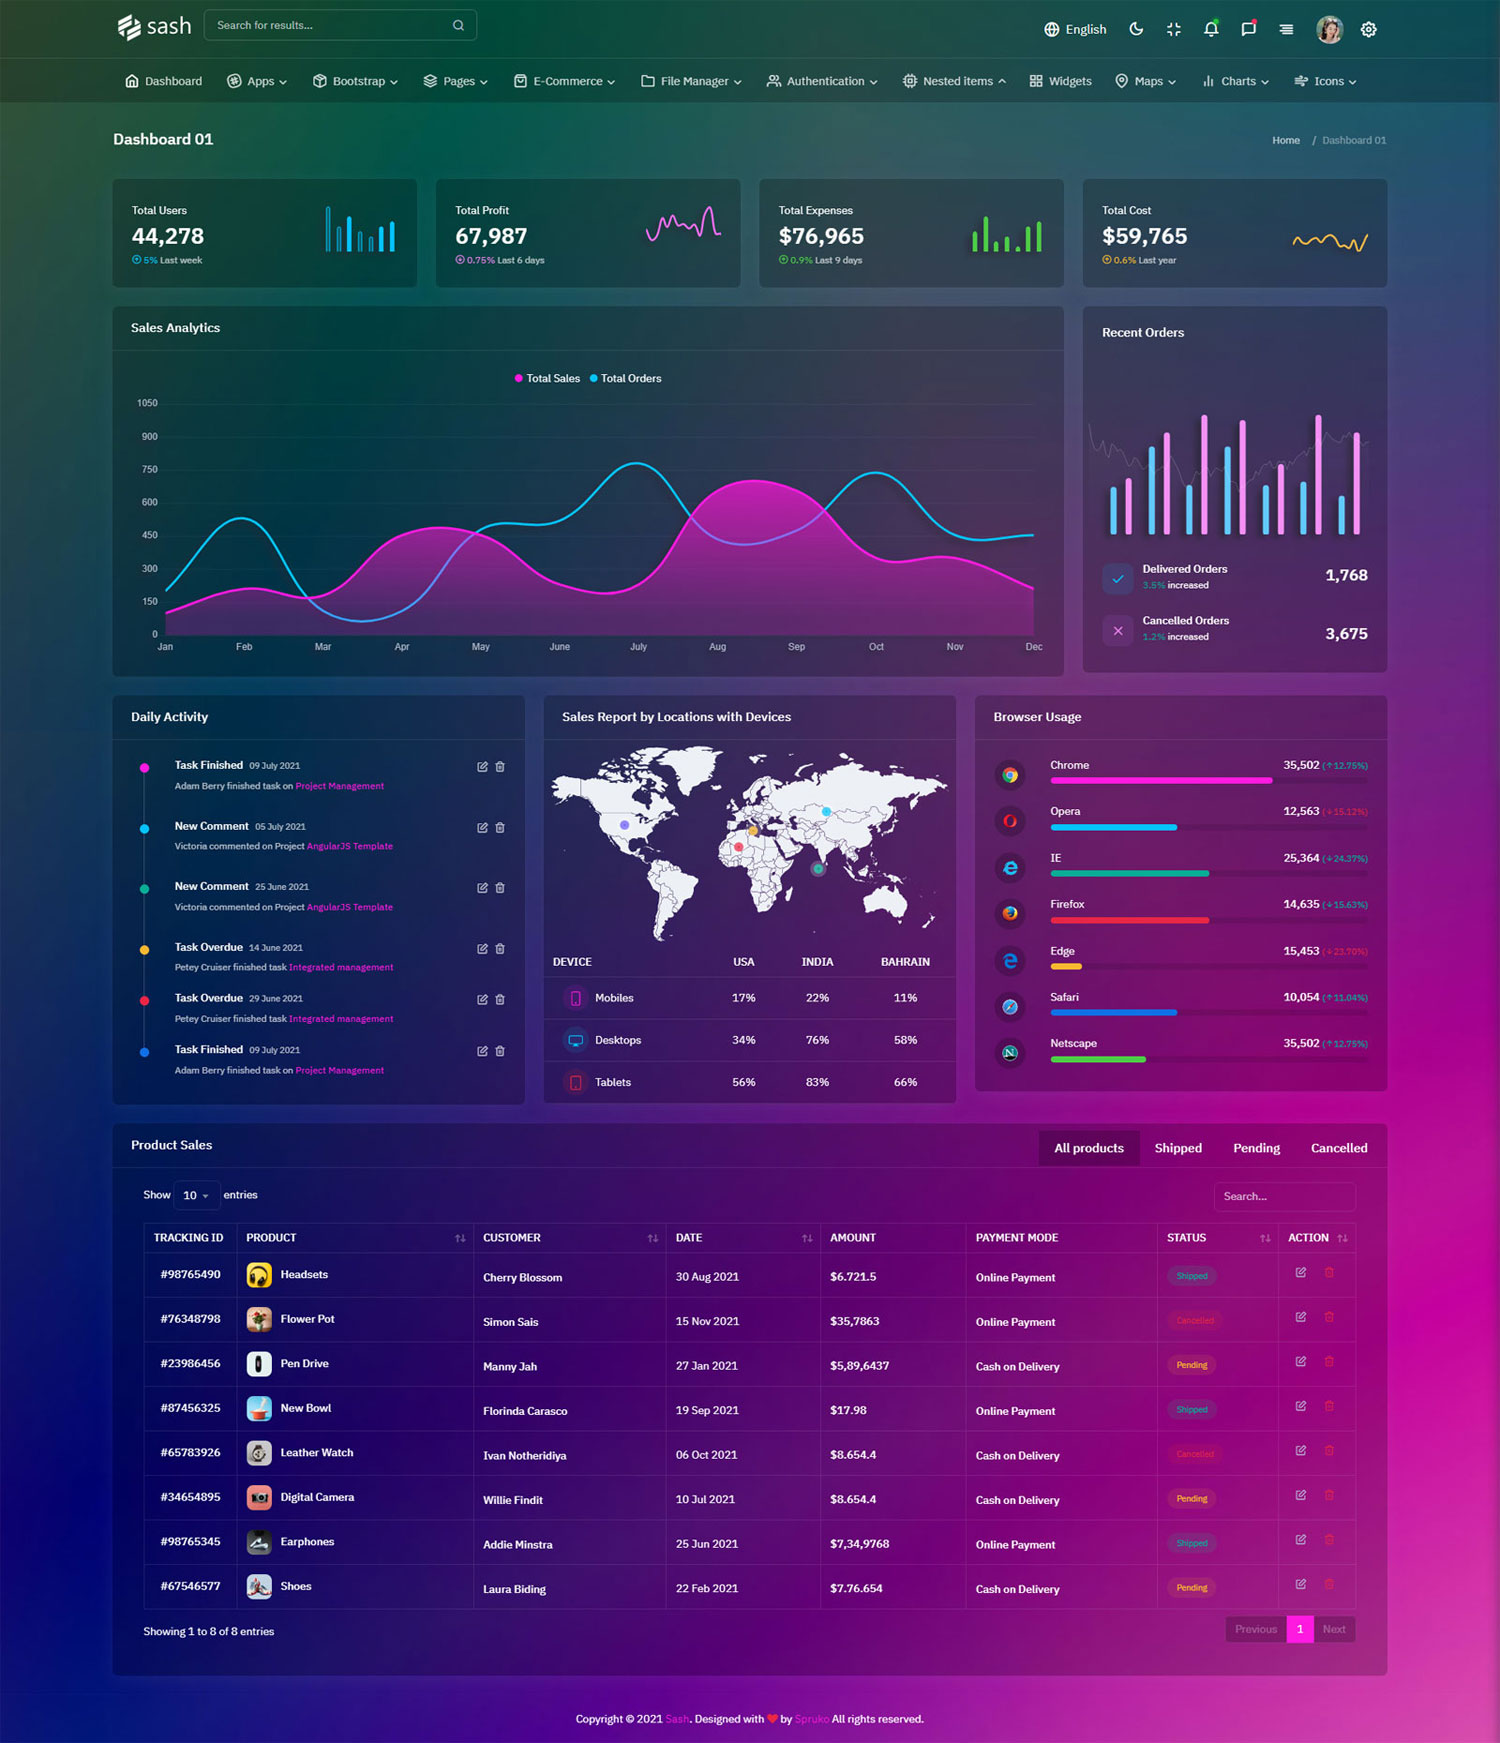 sash
Search for results...
English
Dashboard Apps Bootstrap Pages E-Commerce File Manager Authentication Nested items Widgets Maps Charts Icons
Dashboard 01
Home / Dashboard 01
Total Users
44,278
5% Last week
Total Profit
67,987
0.75% Last 6 days
Total Expenses
$76,965
0.9% Last 9 days
Total Cost
$59,765
0.6% Last year
Sales Analytics
Total Sales Total Orders
1050
900
750
600
450
300
150
0
Jan Feb Mar Apr May June July Aug Sep Oct Nov Dec
Recent Orders
Delivered Orders
3.5% increased
1,768
Cancelled Orders
1.2% increased
3,675
Daily Activity
Task Finished 09 July 2021
Adam Berry finished task on Project Management
New Comment 05 July 2021
Victoria commented on Project AngularJS Template
New Comment 25 June 2021
Victoria commented on Project AngularJS Template
Task Overdue 14 June 2021
Petey Cruiser finished task Integrated management
Task Overdue 29 June 2021
Petey Cruiser finished task Integrated management
Task Finished 09 July 2021
Adam Berry finished task on Project Management
Sales Report by Locations with Devices
DEVICE USA INDIA BAHRAIN
Mobiles 17% 22% 11%
Desktops 34% 76% 58%
Tablets 56% 83% 66%
Browser Usage
Chrome 35,502 (↑12.75%)
Opera 12,563 (↓15.12%)
IE 25,364 (↓24.37%)
Firefox 14,635 (↑15.63%)
Edge 15,453 (↓23.70%)
Safari 10,054 (↑11.04%)
Netscape 35,502 (↑12.75%)
Product Sales
All products Shipped Pending Cancelled
Show 10 entries
Search...
TRACKING ID PRODUCT CUSTOMER DATE AMOUNT PAYMENT MODE STATUS ACTION
#98765490 Headsets Cherry Blossom 30 Aug 2021 $6.721.5 Online Payment Shipped
#76348798 Flower Pot Simon Sais 15 Nov 2021 $35,7863 Online Payment Cancelled
#23986456 Pen Drive Manny Jah 27 Jan 2021 $5,89,6437 Cash on Delivery Pending
#87456325 New Bowl Florinda Carasco 19 Sep 2021 $17.98 Online Payment Shipped
#65783926 Leather Watch Ivan Notheridiya 06 Oct 2021 $8.654.4 Cash on Delivery Cancelled
#34654895 Digital Camera Willie Findit 10 Jul 2021 $8.654.4 Cash on Delivery Pending
#98765345 Earphones Addie Minstra 25 Jun 2021 $7,34,9768 Online Payment Shipped
#67546577 Shoes Laura Biding 22 Feb 2021 $7.76.654 Cash on Delivery Pending
Showing 1 to 8 of 8 entries
Previous 1 Next
Copyright © 2021 Sash. Designed with ❤ by Spruko All rights reserved.